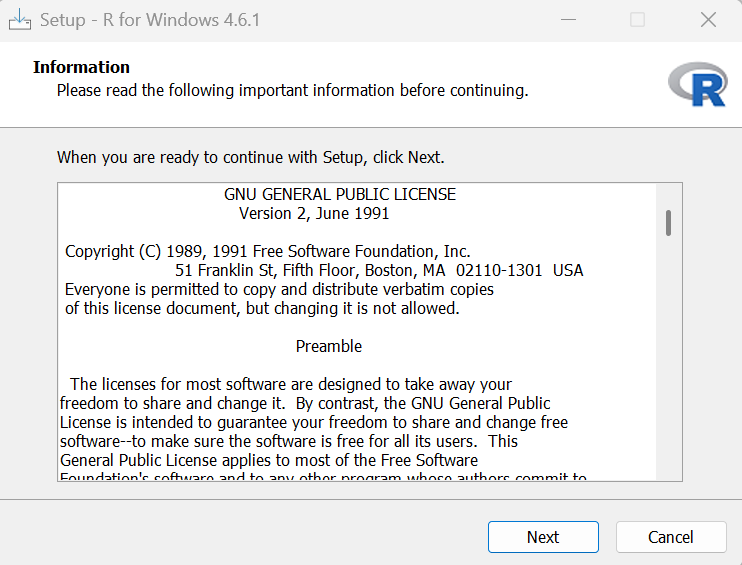 Setup - R for Windows 4.6.1
Information
Please read the following important information before continuing.
R
When you are ready to continue with Setup, click Next.
GNU GENERAL PUBLIC LICENSE
Version 2, June 1991
Copyright (C) 1989, 1991 Free Software Foundation, Inc.
51 Franklin St, Fifth Floor, Boston, MA  02110-1301  USA
Everyone is permitted to copy and distribute verbatim copies
of this license document, but changing it is not allowed.
Preamble
The licenses for most software are designed to take away your
freedom to share and change it.  By contrast, the GNU General Public
License is intended to guarantee your freedom to share and change free
software--to make sure the software is free for all its users.  This
General Public License applies to most of the Free Software
Foundation's software and to any other program whose authors commit to
Next
Cancel